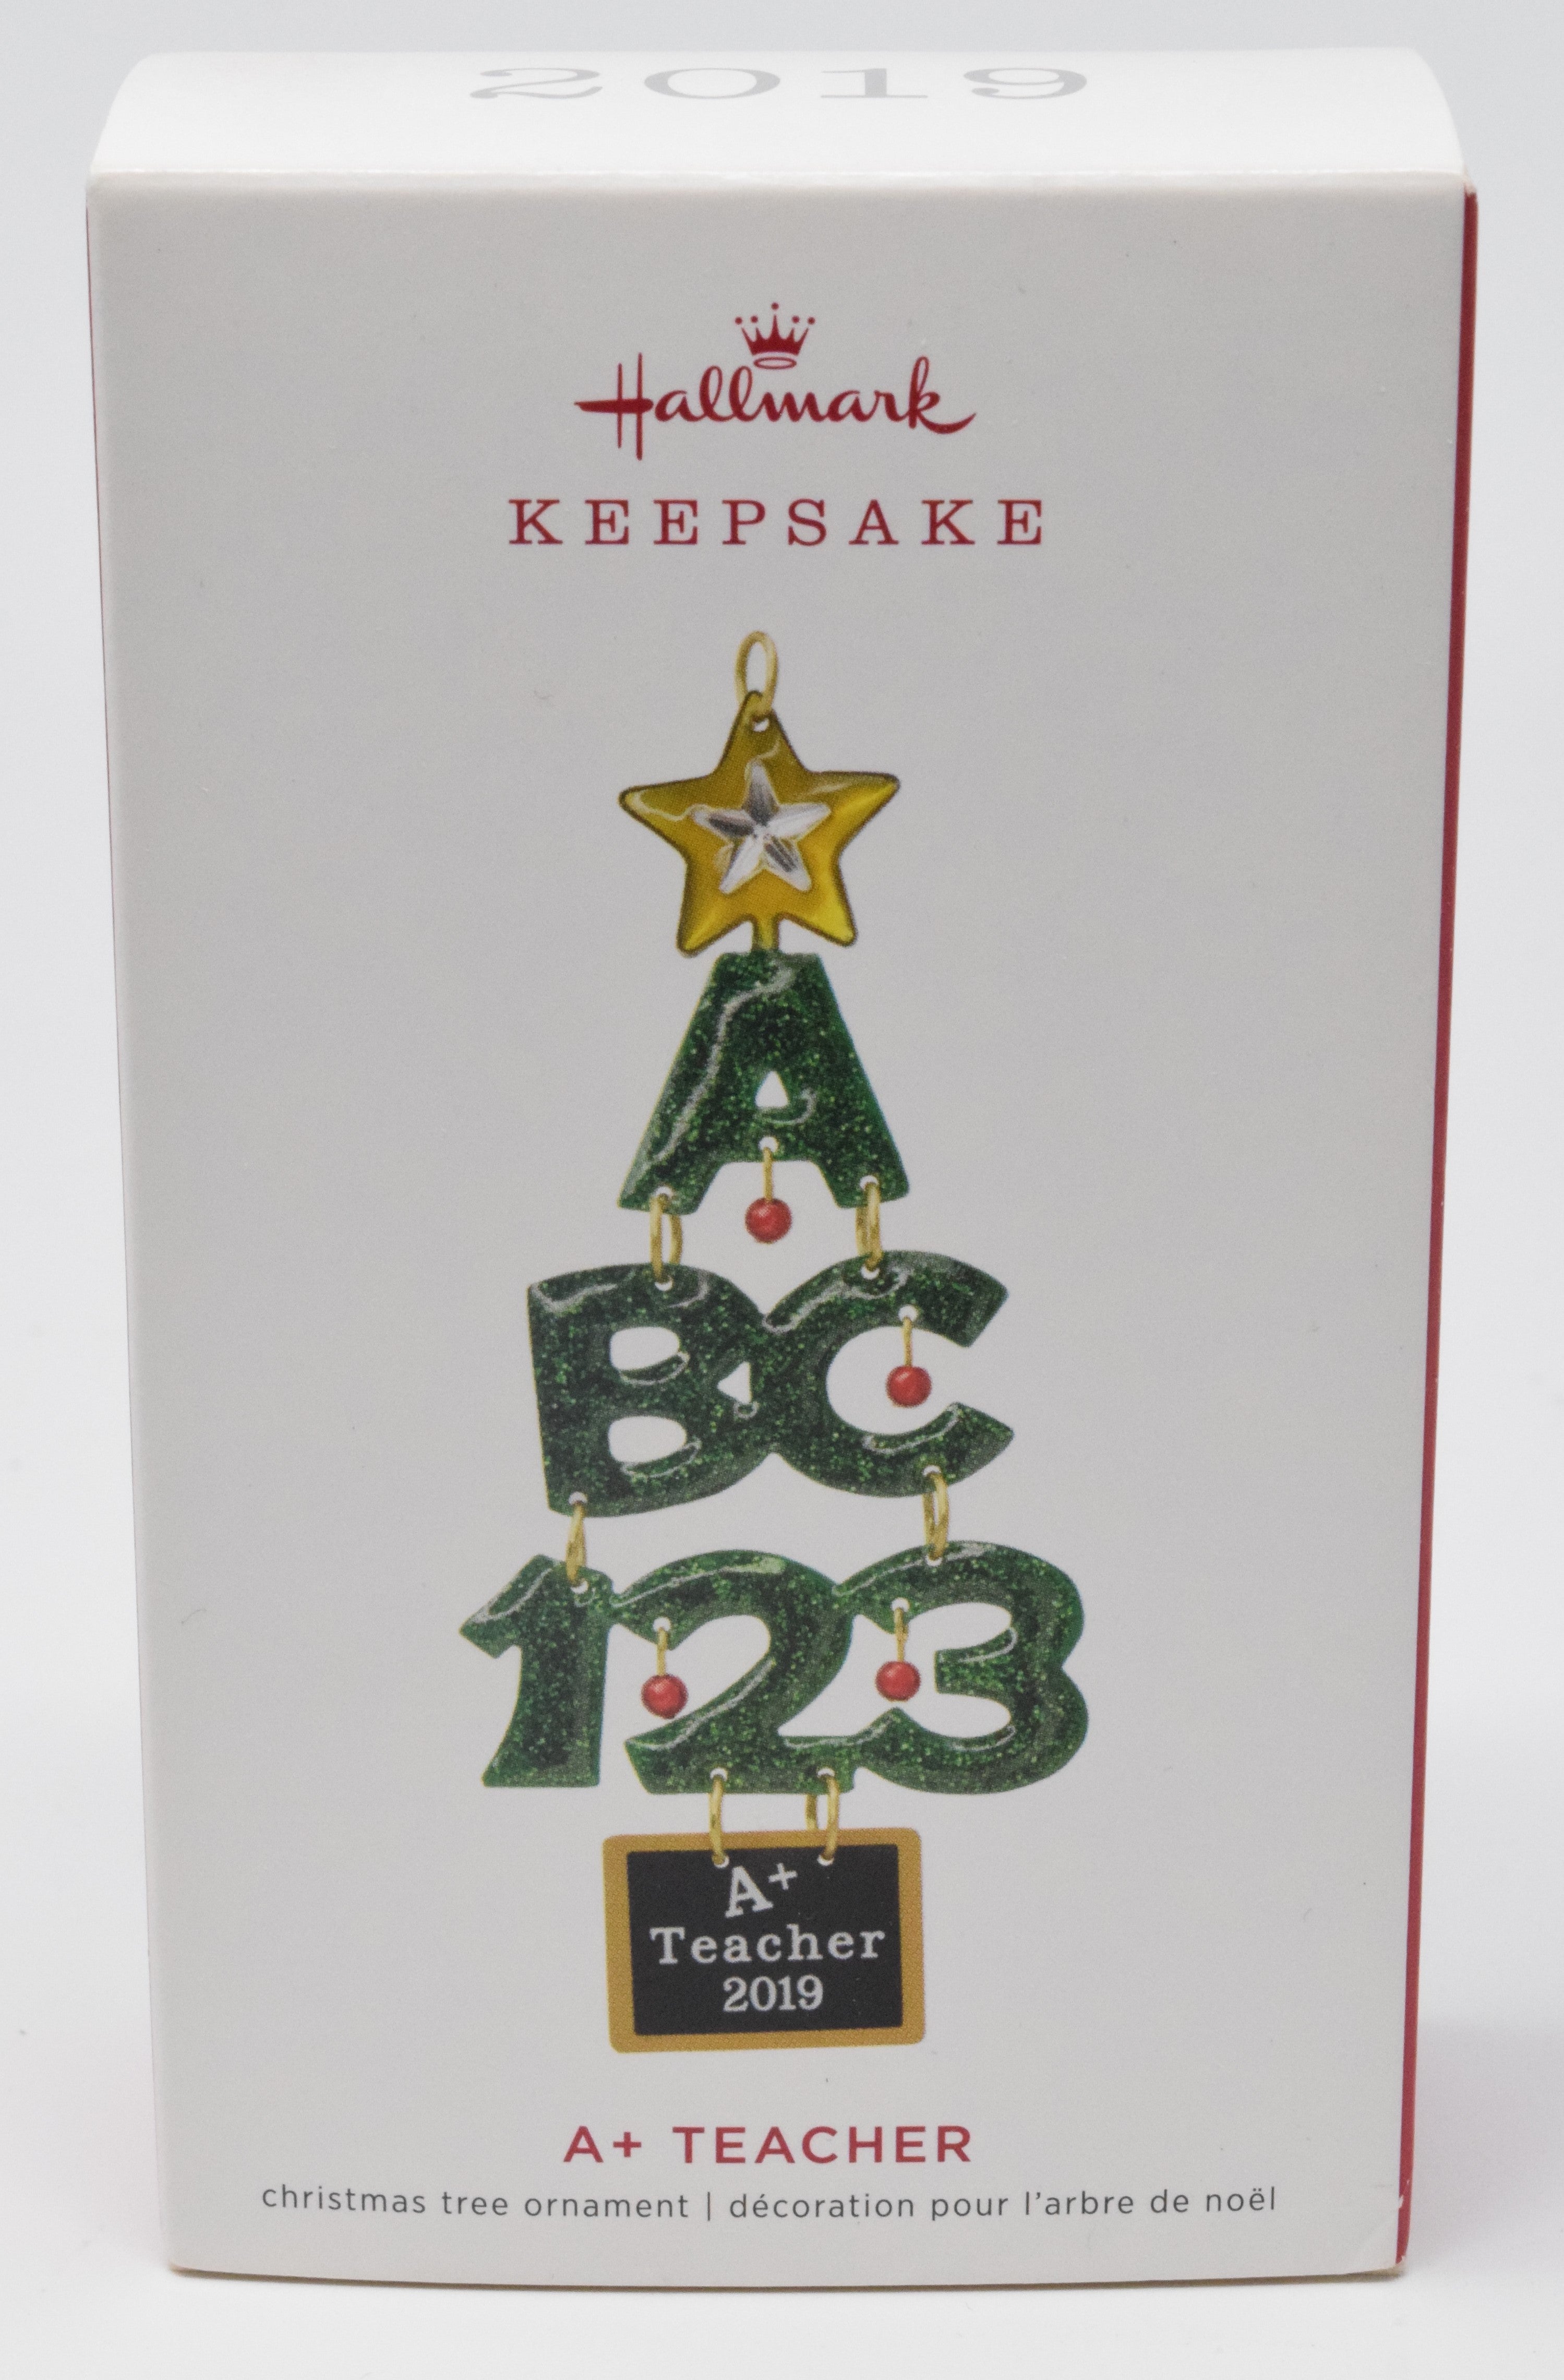 2019
Hallmark
KEEPSAKE
A
BC
123
A+
Teacher
2019
A+ TEACHER
christmas tree ornament | décoration pour l'arbre de noël